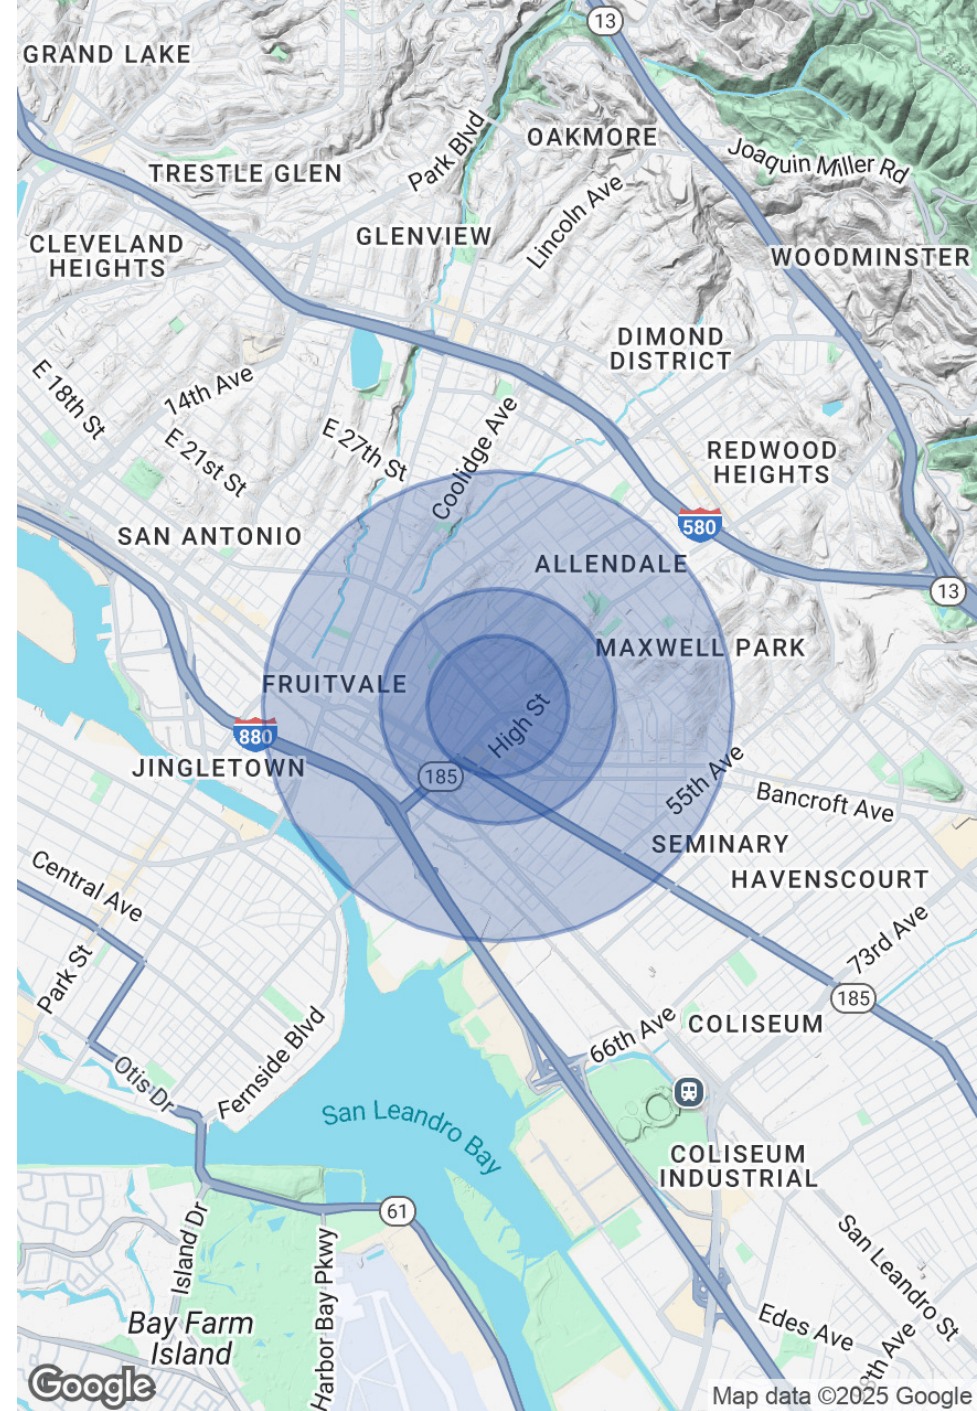 13
GRAND LAKE
OAKMORE
Park Blvd
Joaquin Miller Rd
TRESTLE GLEN
Lincoln Ave
CLEVELAND
HEIGHTS
GLENVIEW
WOODMINSTER
DIMOND
DISTRICT
E 18th St
14th Ave
E 21st St
E 27th St
Coolidge Ave
REDWOOD
HEIGHTS
580
SAN ANTONIO
ALLENDALE
13
MAXWELL PARK
FRUITVALE
High St
880
JINGLETOWN
185
55th Ave
Bancroft Ave
SEMINARY
HAVENSCOURT
Central Ave
73rd Ave
Park St
185
66th Ave
COLISEUM
Otis Dr
Fernside Blvd
San Leandro Bay
COLISEUM
INDUSTRIAL
61
Island Dr
Harbor Bay Pkwy
San Leandro St
Bay Farm
Island
Edes Ave
8th Ave
Google
Map data ©2025 Google